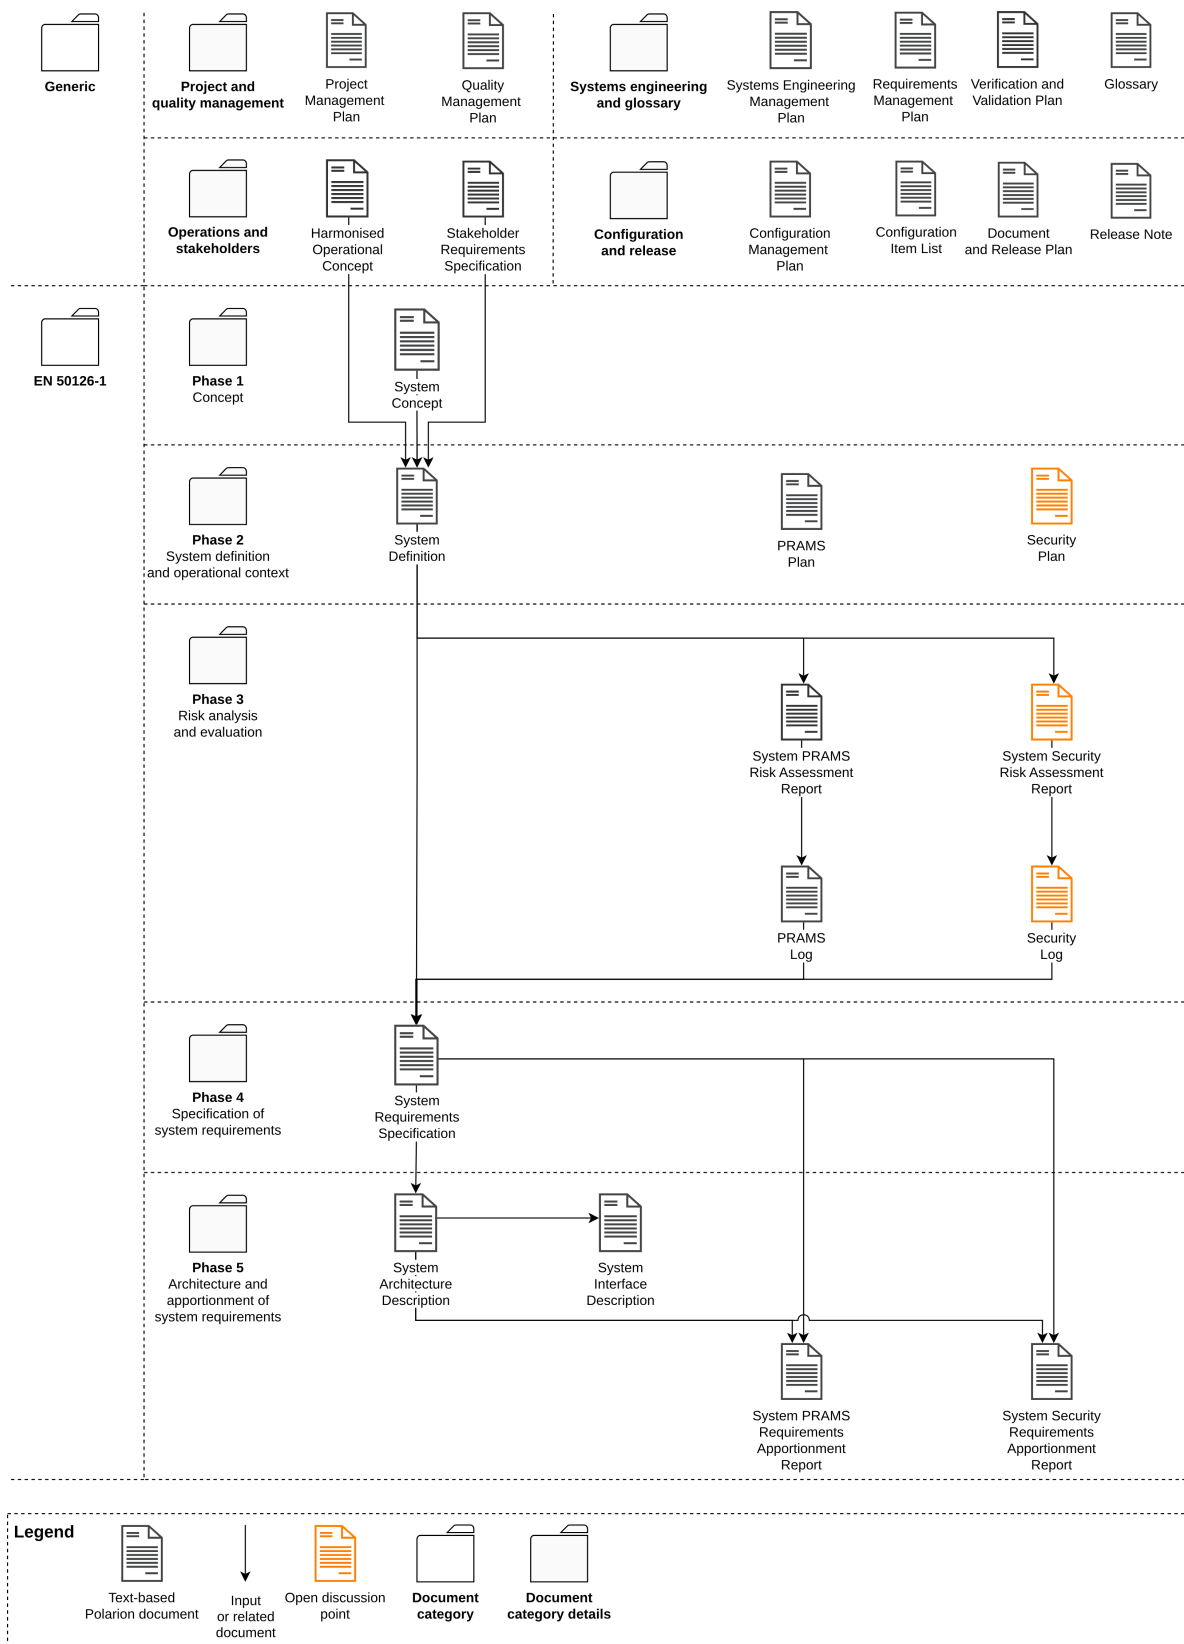 Generic
Project and
quality management
Project
Management
Plan
Quality
Management
Plan
Systems engineering
and glossary
Systems Engineering
Management
Plan
Requirements
Management
Plan
Verification and
Validation Plan
Glossary
Operations and
stakeholders
Harmonised
Operational
Concept
Stakeholder
Requirements
Specification
Configuration
and release
Configuration
Management
Plan
Configuration
Item List
Document
and Release Plan
Release Note
EN 50126-1
Phase 1
Concept
System
Concept
Phase 2
System definition
and operational context
System
Definition
PRAMS
Plan
Security
Plan
Phase 3
Risk analysis
and evaluation
System PRAMS
Risk Assessment
Report
System Security
Risk Assessment
Report
PRAMS
Log
Security
Log
Phase 4
Specification of
system requirements
System
Requirements
Specification
Phase 5
Architecture and
apportionment of
system requirements
System
Architecture
Description
System
Interface
Description
System PRAMS
Requirements
Apportionment
Report
System Security
Requirements
Apportionment
Report
Legend
Text-based
Polarion document
Input
or related
document
Open discussion
point
Document
category
Document
category details